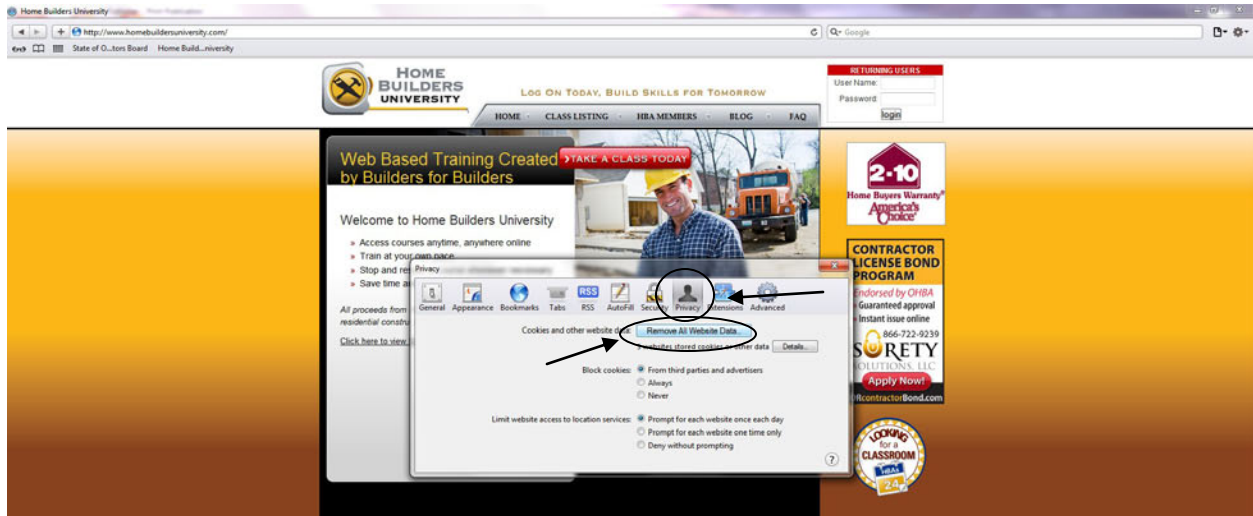 Home Builders University
http://www.homebuildersuniversity.com/
Google
State of O...tors Board Home Build...niversity
HOME
BUILDERS
UNIVERSITY
LOG ON TODAY, BUILD SKILLS FOR TOMORROW
RETURNING USERS
User Name:
Password:
login
HOME CLASS LISTING HBA MEMBERS BLOG FAQ
Web Based Training Created
by Builders for Builders
TAKE A CLASS TODAY
Welcome to Home Builders University
» Access courses anytime, anywhere online
» Train at your own pace
» Stop and
» Save time
All proceeds from
residential
Click here to view
Privacy
General Appearance Bookmarks Tabs RSS AutoFill Security Privacy Extensions Advanced
RSS
Cookies and other website data: Remove All Website Data...
3 websites stored cookies or other data Details...
Block cookies: From third parties and advertisers
Always
Never
Limit website access to location services: Prompt for each website once each day
Prompt for each website one time only
Deny without prompting
?
2-10
Home Buyers Warranty®
America's
Choice
CONTRACTOR
LICENSE BOND
PROGRAM
Endorsed by OHBA
Guaranteed approval
Instant issue online
866-722-9239
SURETY
SOLUTIONS, LLC
Apply Now!
ORcontractorBond.com
LOOKING
for a
CLASSROOM
HBAs
24